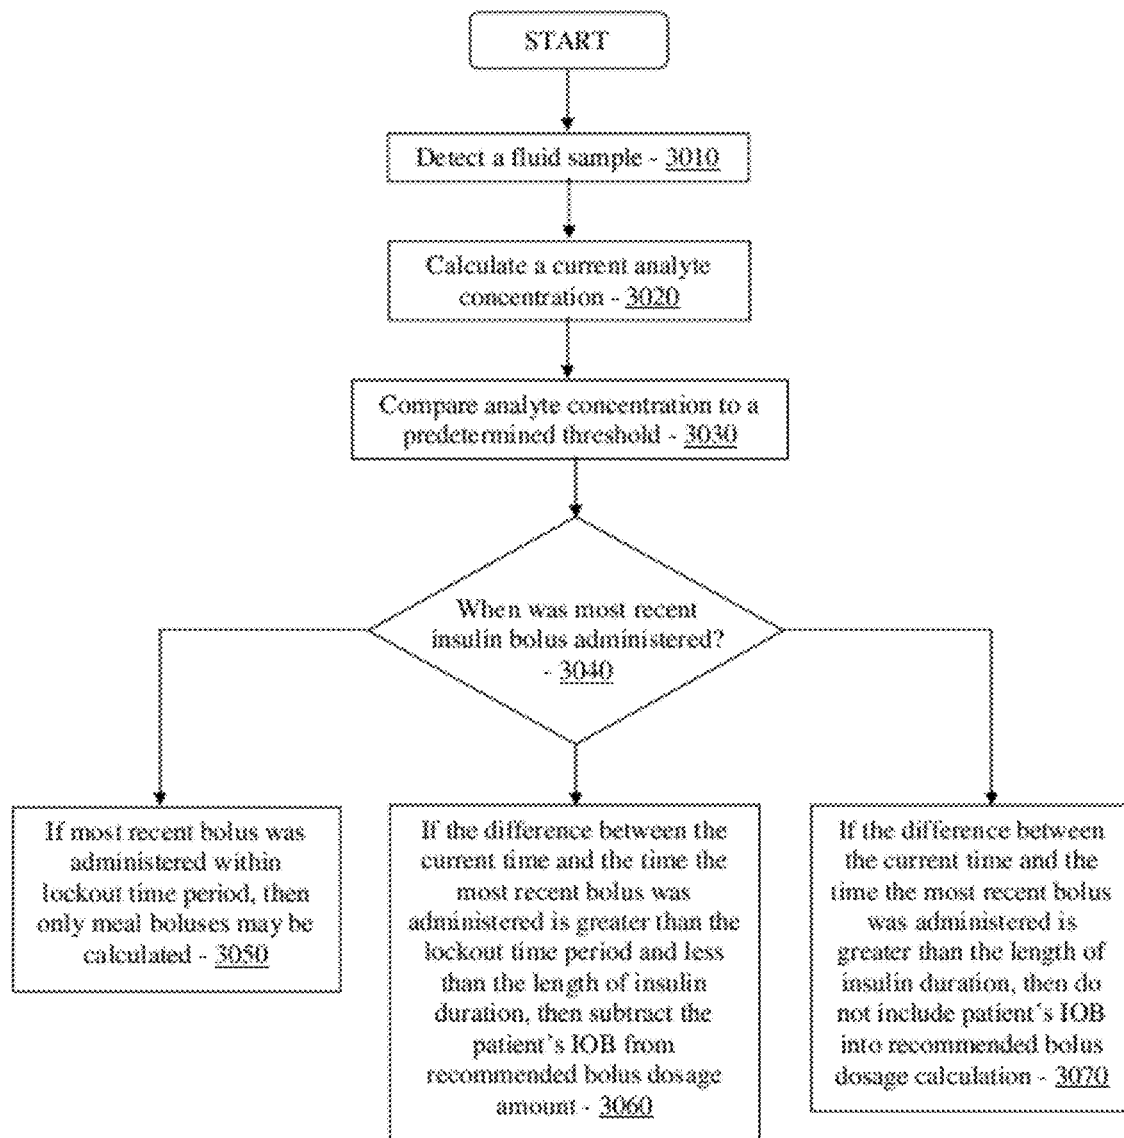 START
Detect a fluid sample - 3010
Calculate a current analyte
concentration - 3020
Compare analyte concentration to a
predetermined threshold - 3030
When was most recent
insulin bolus administered?
- 3040
If most recent bolus was
administered within
lockout time period, then
only meal boluses may be
calculated - 3050
If the difference between the
current time and the time the
most recent bolus was
administered is greater than the
lockout time period and less
than the length of insulin
duration, then subtract the
patient's IOB from
recommended bolus dosage
amount - 3060
If the difference between
the current time and the
time the most recent bolus
was administered is
greater than the length of
insulin duration, then do
not include patient's IOB
into recommended bolus
dosage calculation - 3070